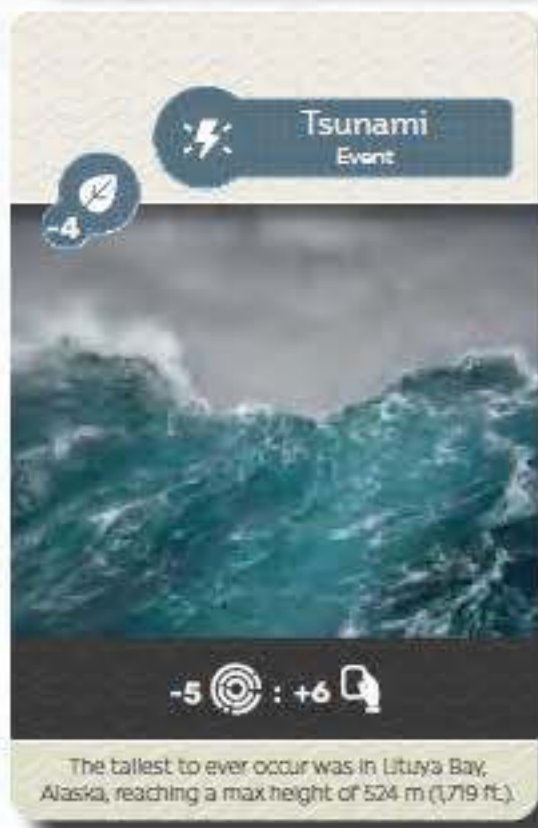 Tsunami
Event
-4
-5 : +6
The tallest to ever occur was in Lituya Bay,
Alaska, reaching a max height of 524 m (1,719 ft.).